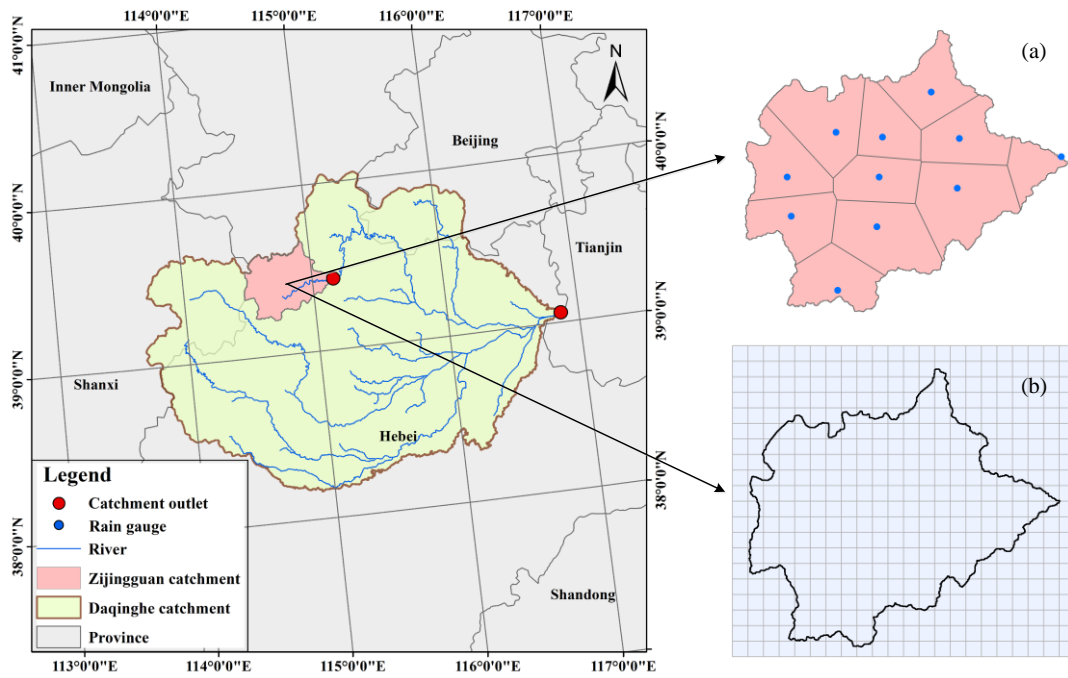 114°0'0"E 115°0'0"E 116°0'0"E 117°0'0"E
41°0'0"N
40°0'0"N
39°0'0"N
38°0'0"N
N
Inner Mongolia
Beijing
Tianjin
Shanxi
Hebei
Shandong
40°0'0"N
39°0'0"N
38°0'0"N
Legend
Catchment outlet
Rain gauge
River
Zijingguan catchment
Daqinghe catchment
Province
113°0'0"E 114°0'0"E 115°0'0"E 116°0'0"E 117°0'0"E
(a)
(b)